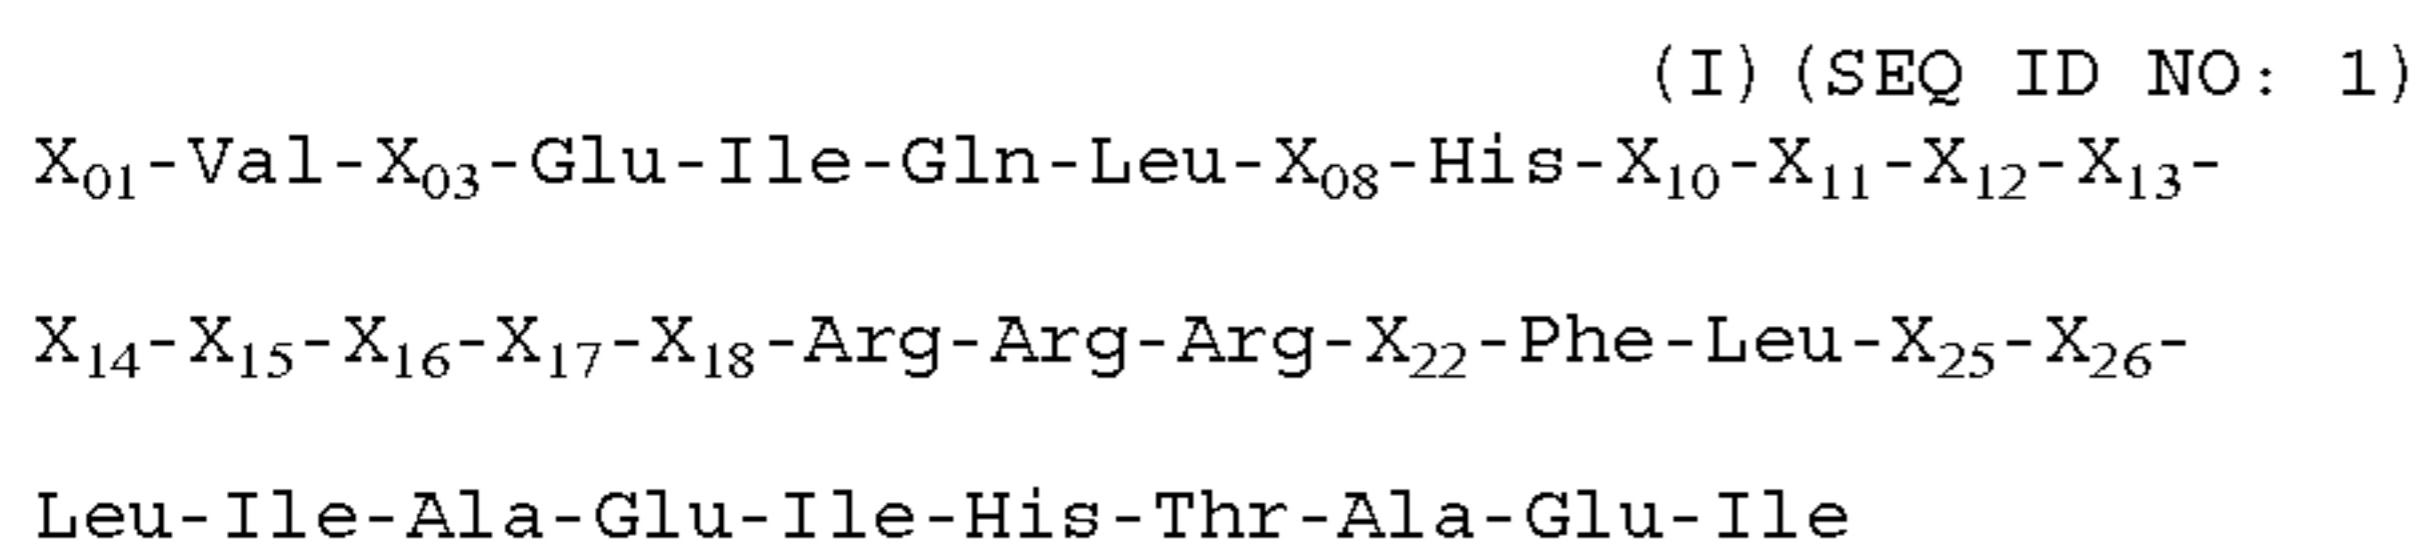 (I)(SEQ ID NO: 1)
X01-Val-X03-Glu-Ile-Gln-Leu-X08-His-X10-X11-X12-X13-
X14-X15-X16-X17-X18-Arg-Arg-Arg-X22-Phe-Leu-X25-X26-
Leu-Ile-Ala-Glu-Ile-His-Thr-Ala-Glu-Ile